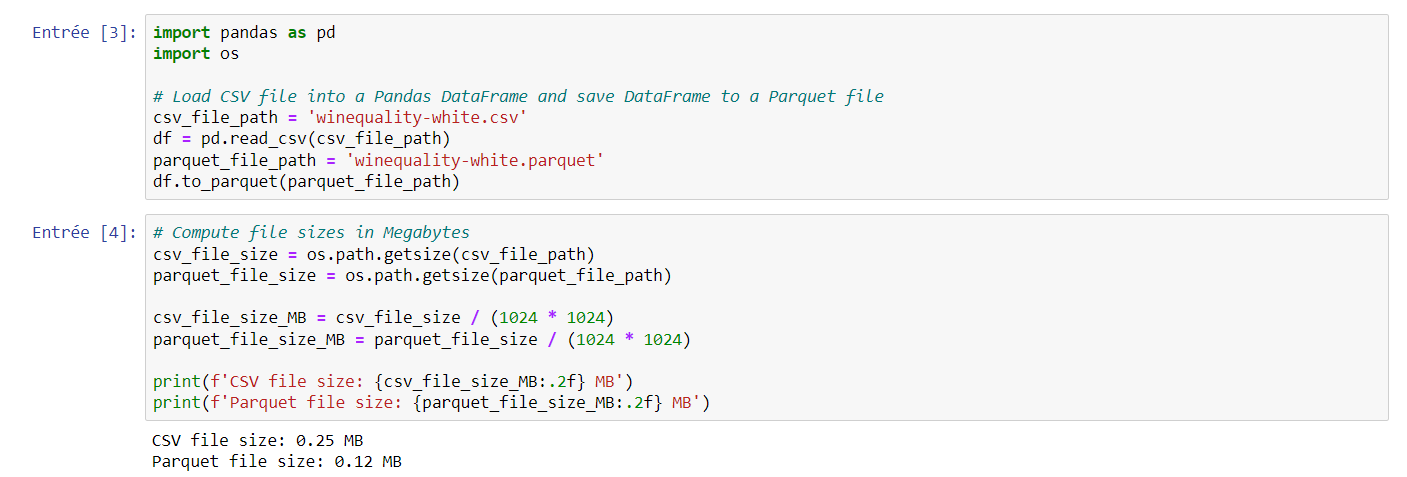 Entrée [3]:
import pandas as pd
import os
# Load CSV file into a Pandas DataFrame and save DataFrame to a Parquet file
csv_file_path = 'winequality-white.csv'
df = pd.read_csv(csv_file_path)
parquet_file_path = 'winequality-white.parquet'
df.to_parquet(parquet_file_path)
Entrée [4]:
# Compute file sizes in Megabytes
csv_file_size = os.path.getsize(csv_file_path)
parquet_file_size = os.path.getsize(parquet_file_path)
csv_file_size_MB = csv_file_size / (1024 * 1024)
parquet_file_size_MB = parquet_file_size / (1024 * 1024)
print(f'CSV file size: {csv_file_size_MB:.2f} MB')
print(f'Parquet file size: {parquet_file_size_MB:.2f} MB')
CSV file size: 0.25 MB
Parquet file size: 0.12 MB